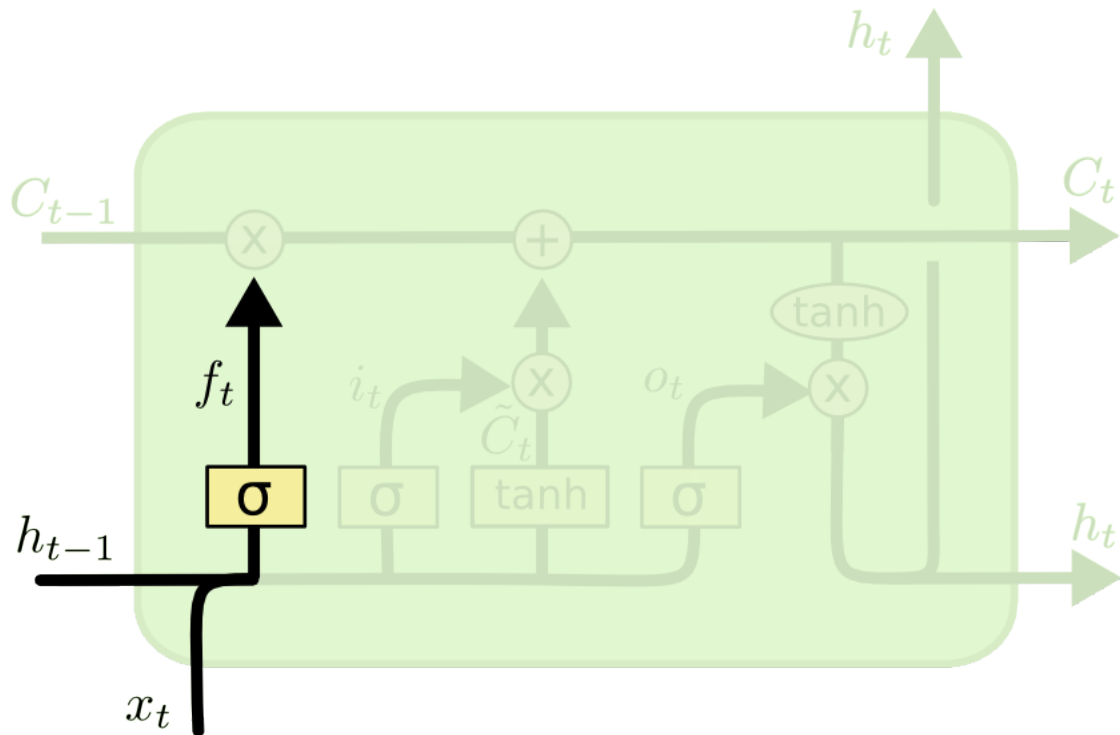 h_t
C_{t-1}
C_t
x
+
tanh
f_t
i_t
x
o_t
x
C̃_t
σ
σ
tanh
σ
h_{t-1}
h_t
x_t